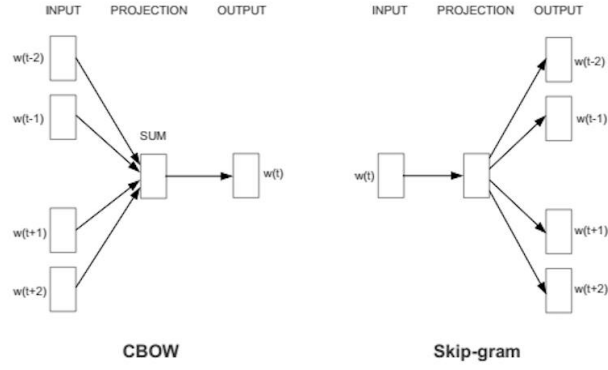 INPUT PROJECTION OUTPUT
w(t-2)
w(t-1)
SUM
w(t)
w(t+1)
w(t+2)
CBOW
INPUT PROJECTION OUTPUT
w(t-2)
w(t-1)
w(t)
w(t+1)
w(t+2)
Skip-gram